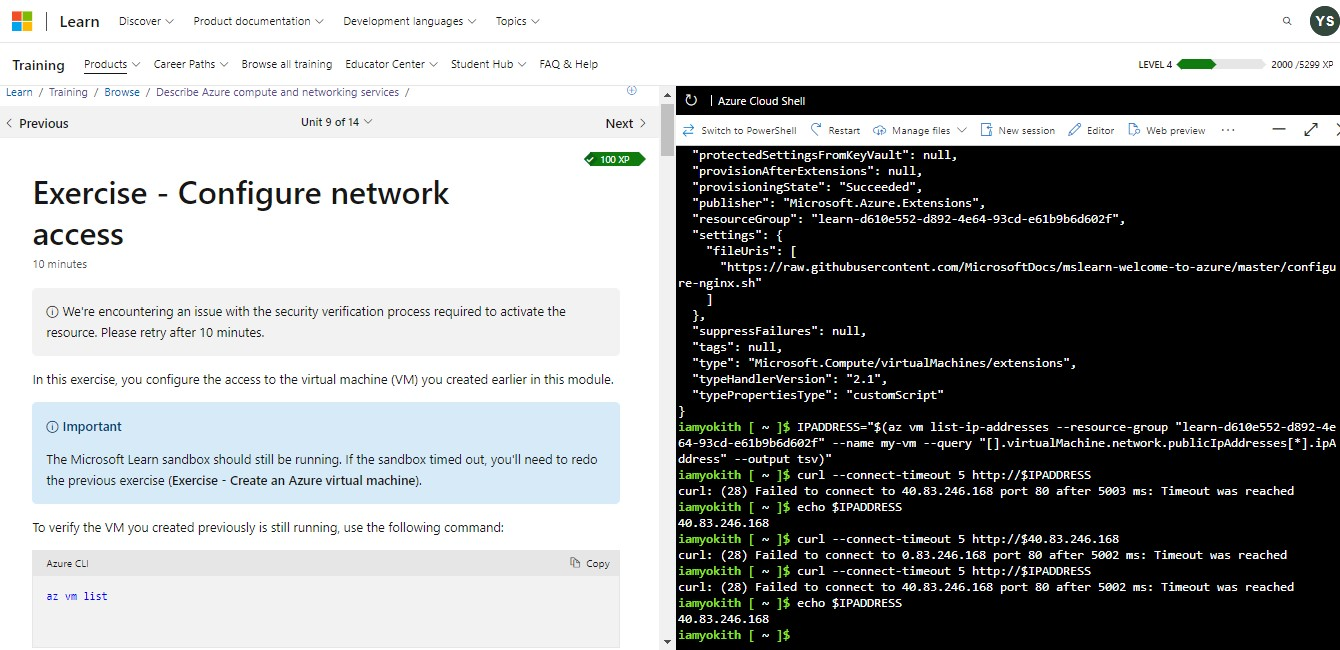 Learn Discover Product documentation Development languages Topics YS
Training Products Career Paths Browse all training Educator Center Student Hub FAQ & Help LEVEL 4 2000 /5299 XP
Learn / Training / Browse / Describe Azure compute and networking services /
Previous Unit 9 of 14 Next
100 XP
Exercise - Configure network
access
10 minutes
We're encountering an issue with the security verification process required to activate the
resource. Please retry after 10 minutes.
In this exercise, you configure the access to the virtual machine (VM) you created earlier in this module.
Important
The Microsoft Learn sandbox should still be running. If the sandbox timed out, you'll need to redo
the previous exercise (Exercise - Create an Azure virtual machine).
To verify the VM you created previously is still running, use the following command:
Azure CLI Copy
az vm list
| Azure Cloud Shell
Switch to PowerShell Restart Manage files New session Editor Web preview ...
"protectedSettingsFromKeyVault": null,
"provisionAfterExtensions": null,
"provisioningState": "Succeeded",
"publisher": "Microsoft.Azure.Extensions",
"resourceGroup": "learn-d610e552-d892-4e64-93cd-e61b9b6d602f",
"settings": {
"fileUris": [
"https://raw.githubusercontent.com/MicrosoftDocs/mslearn-welcome-to-azure/master/configu
re-nginx.sh"
]
},
"suppressFailures": null,
"tags": null,
"type": "Microsoft.Compute/virtualMachines/extensions",
"typeHandlerVersion": "2.1",
"typePropertiesType": "customScript"
}
iamyokith [ ~ ]$ IPADDRESS="$(az vm list-ip-addresses --resource-group "learn-d610e552-d892-4e
64-93cd-e61b9b6d602f" --name my-vm --query "[].virtualMachine.network.publicIpAddresses[*].ipA
ddress" --output tsv)"
iamyokith [ ~ ]$ curl --connect-timeout 5 http://$IPADDRESS
curl: (28) Failed to connect to 40.83.246.168 port 80 after 5003 ms: Timeout was reached
iamyokith [ ~ ]$ echo $IPADDRESS
40.83.246.168
iamyokith [ ~ ]$ curl --connect-timeout 5 http://$40.83.246.168
curl: (28) Failed to connect to 0.83.246.168 port 80 after 5002 ms: Timeout was reached
iamyokith [ ~ ]$ curl --connect-timeout 5 http://$IPADDRESS
curl: (28) Failed to connect to 40.83.246.168 port 80 after 5002 ms: Timeout was reached
iamyokith [ ~ ]$ echo $IPADDRESS
40.83.246.168
iamyokith [ ~ ]$